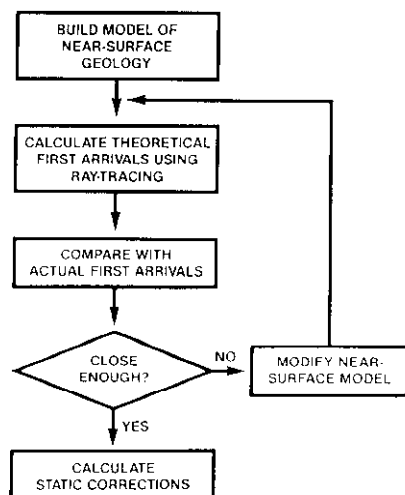 BUILD MODEL OF
NEAR-SURFACE
GEOLOGY
CALCULATE THEORETICAL
FIRST ARRIVALS USING
RAY-TRACING
COMPARE WITH
ACTUAL FIRST ARRIVALS
CLOSE
ENOUGH?
NO
MODIFY NEAR-
SURFACE MODEL
YES
CALCULATE
STATIC CORRECTIONS